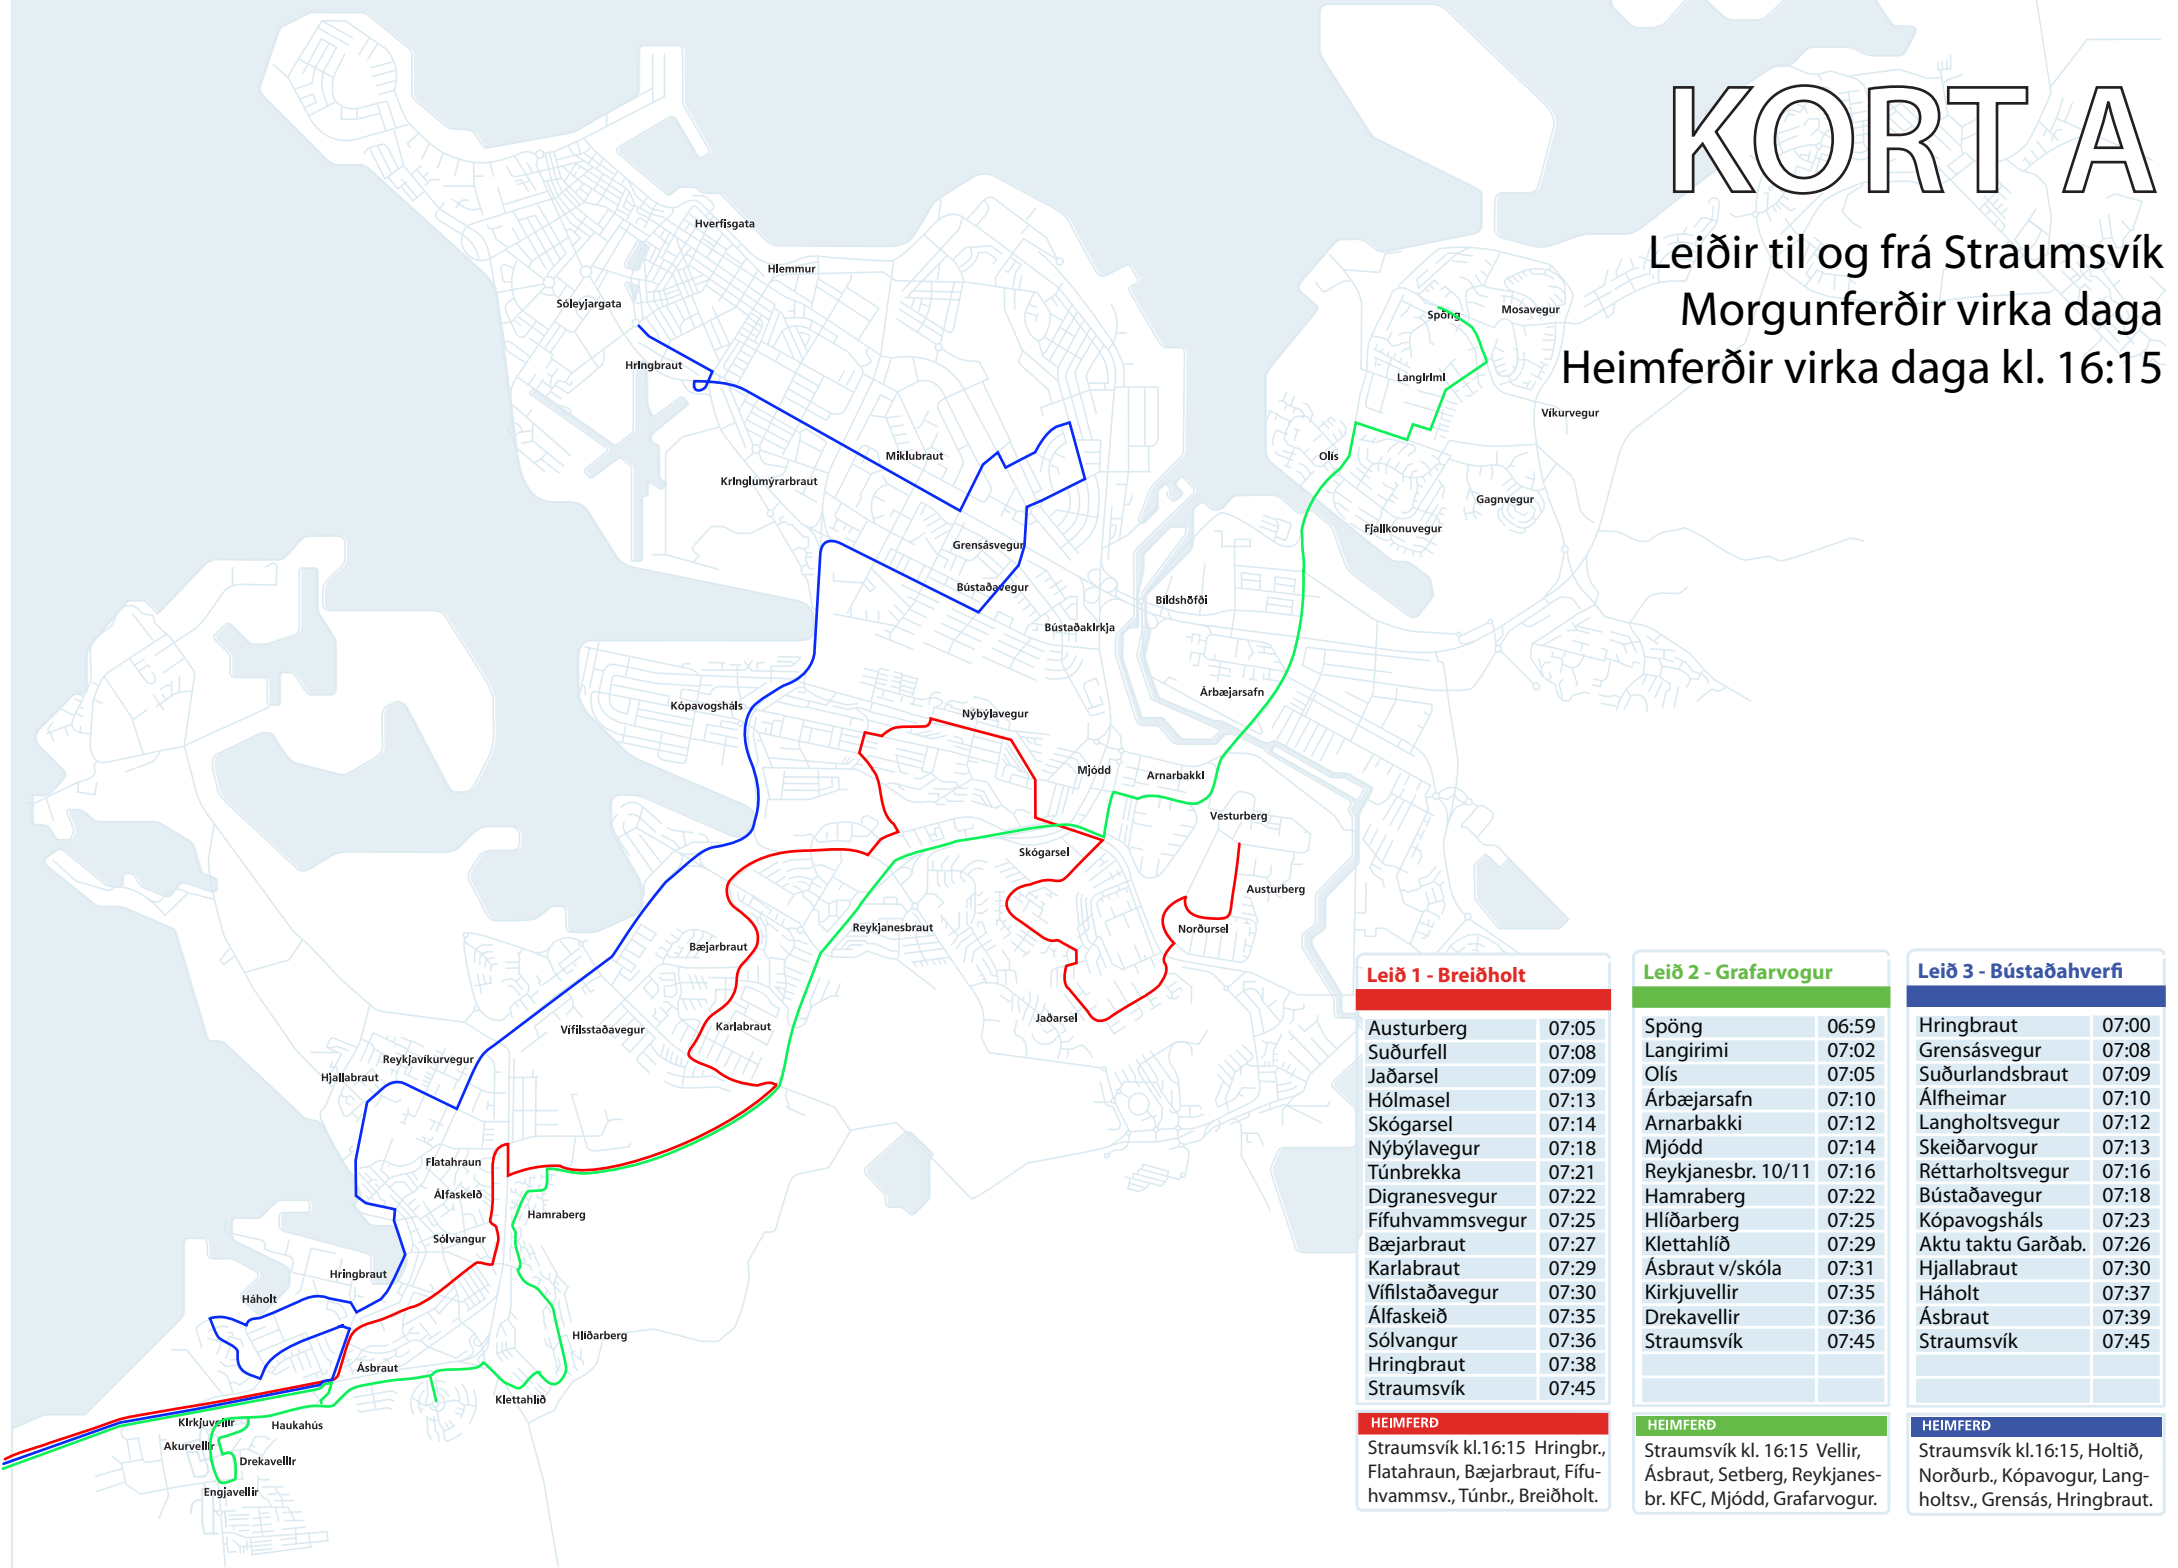 KORT A
Leiðir til og frá Straumsvík
Morgunferðir virka daga
Heimferðir virka daga kl. 16:15
Hverfisgata
Hlemmur
Sóleyjargata
Hringbraut
Miklubraut
Kringlumýrarbraut
Grensásvegur
Bústaðavegur
Bústaðakirkja
Bíldshöfði
Spöng
Mosavegur
Langirimi
Víkurvegur
Olís
Gagnvegur
Fjallkonuvegur
Árbæjarsafn
Kópavogsháls
Nýbýlavegur
Mjódd
Arnarbakki
Vesturberg
Skógarsel
Austurberg
Norðursel
Reykjanesbraut
Bæjarbraut
Jaðarsel
Karlabraut
Vífilsstaðavegur
Reykjavíkurvegur
Hjallabraut
Flatahraun
Álfaskeið
Hamraberg
Sólvangur
Hringbraut
Háholt
Hlíðarberg
Ásbraut
Klettahlíð
Kirkjuvellir
Haukahús
Akurvellir
Drekavellir
Engjavellir
Leið 1 - Breiðholt
Austurberg 07:05
Suðurfell 07:08
Jaðarsel 07:09
Hólmasel 07:13
Skógarsel 07:14
Nýbýlavegur 07:18
Túnbrekka 07:21
Digranesvegur 07:22
Fífuhvammsvegur 07:25
Bæjarbraut 07:27
Karlabraut 07:29
Vífilstaðavegur 07:30
Álfaskeið 07:35
Sólvangur 07:36
Hringbraut 07:38
Straumsvík 07:45
HEIMFERÐ
Straumsvík kl.16:15 Hringbr.,
Flatahraun, Bæjarbraut, Fífu-
hvammsv., Túnbr., Breiðholt.
Leið 2 - Grafarvogur
Spöng 06:59
Langirimi 07:02
Olís 07:05
Árbæjarsafn 07:10
Arnarbakki 07:12
Mjódd 07:14
Reykjanesbr. 10/11 07:16
Hamraberg 07:22
Hlíðarberg 07:25
Klettahlíð 07:29
Ásbraut v/skóla 07:31
Kirkjuvellir 07:35
Drekavellir 07:36
Straumsvík 07:45
HEIMFERÐ
Straumsvík kl. 16:15 Vellir,
Ásbraut, Setberg, Reykjanes-
br. KFC, Mjódd, Grafarvogur.
Leið 3 - Bústaðahverfi
Hringbraut 07:00
Grensásvegur 07:08
Suðurlandsbraut 07:09
Álfheimar 07:10
Langholtsvegur 07:12
Skeiðarvogur 07:13
Réttarholtsvegur 07:16
Bústaðavegur 07:18
Kópavogsháls 07:23
Aktu taktu Garðab. 07:26
Hjallabraut 07:30
Háholt 07:37
Ásbraut 07:39
Straumsvík 07:45
HEIMFERÐ
Straumsvík kl.16:15, Holtið,
Norðurb., Kópavogur, Lang-
holtsv., Grensás, Hringbraut.